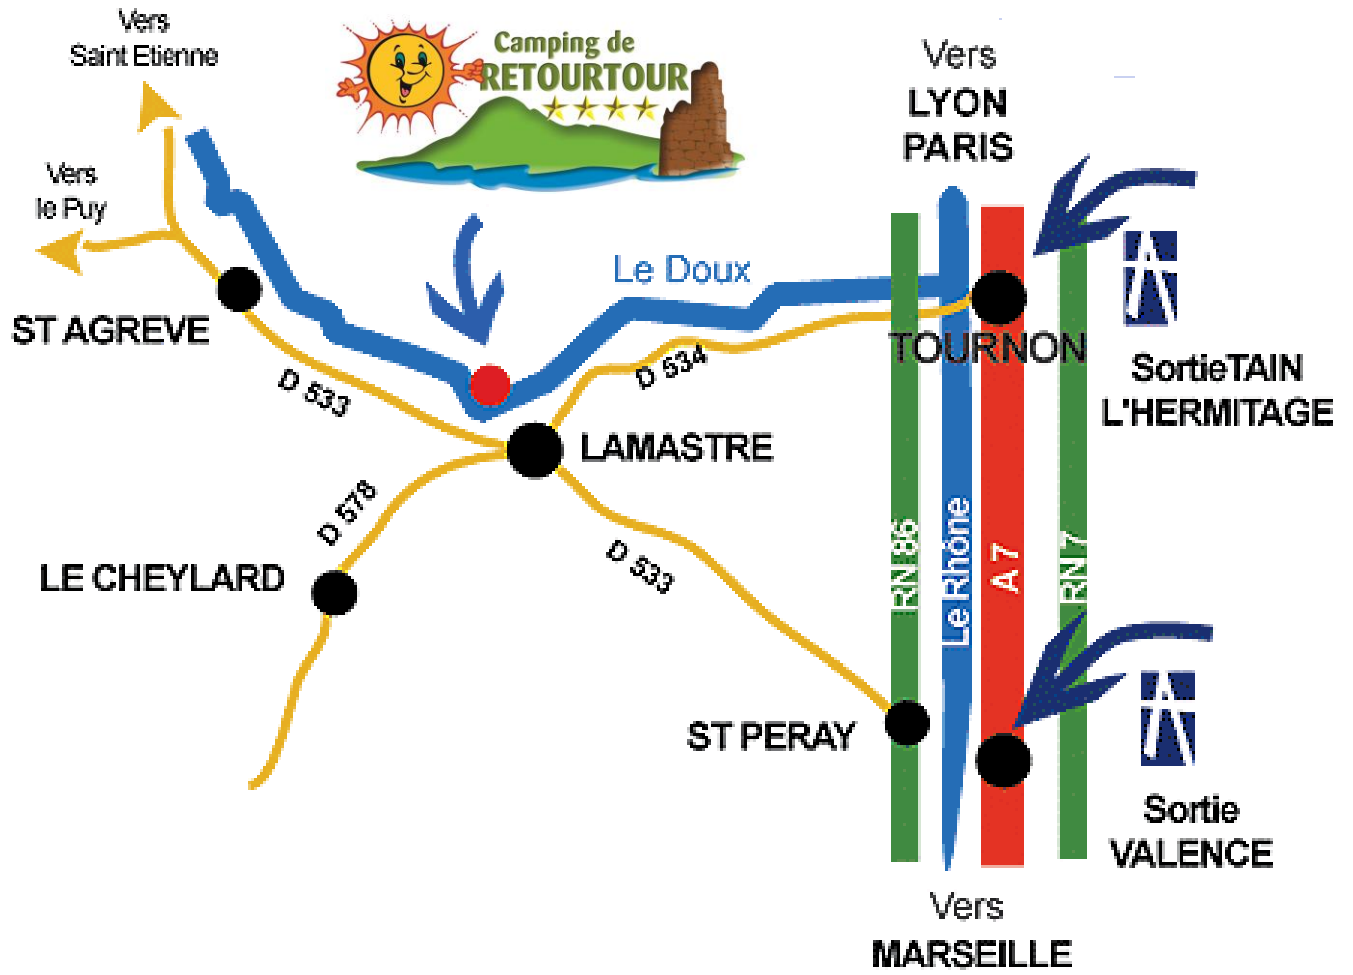 Vers
Saint Etienne
Camping de
RETOURTOUR
Vers
LYON
PARIS
Vers
le Puy
Le Doux
ST AGREVE
TOURNON
SortieTAIN
L'HERMITAGE
D 533
D 534
LAMASTRE
D 578
D 533
LE CHEYLARD
RN 86
Le Rhône
A 7
RN 7
ST PERAY
Sortie
VALENCE
Vers
MARSEILLE